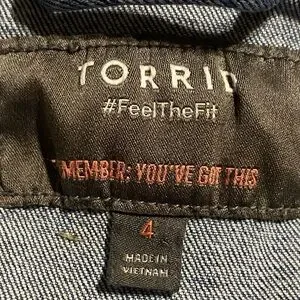 TORRID
#FeelTheFit
MEMBER: YOU'VE GOT THIS
4
MADE IN
VIETNAM